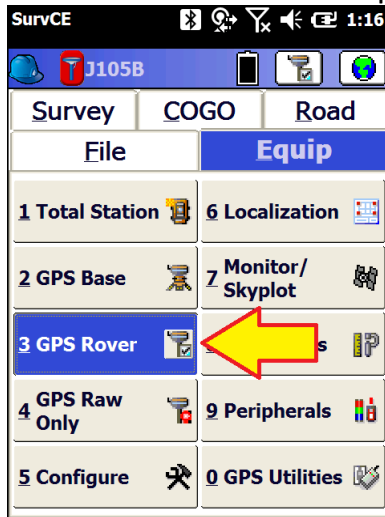 SurvCE 1:16
J105B
Survey COGO Road
File Equip
1 Total Station 6 Localization
2 GPS Base 7 Monitor/
Skyplot
3 GPS Rover
4 GPS Raw
Only 9 Peripherals
5 Configure 0 GPS Utilities